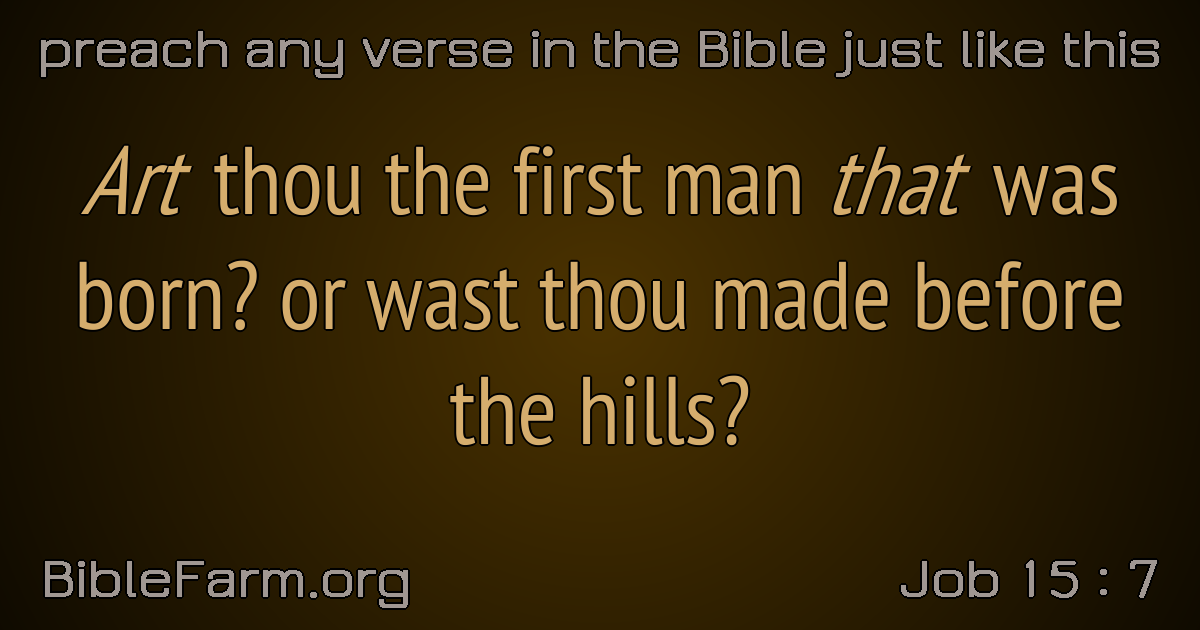 preach any verse in the Bible just like this
Art thou the first man that was
born? or wast thou made before
the hills?
BibleFarm.org
Job 15 : 7